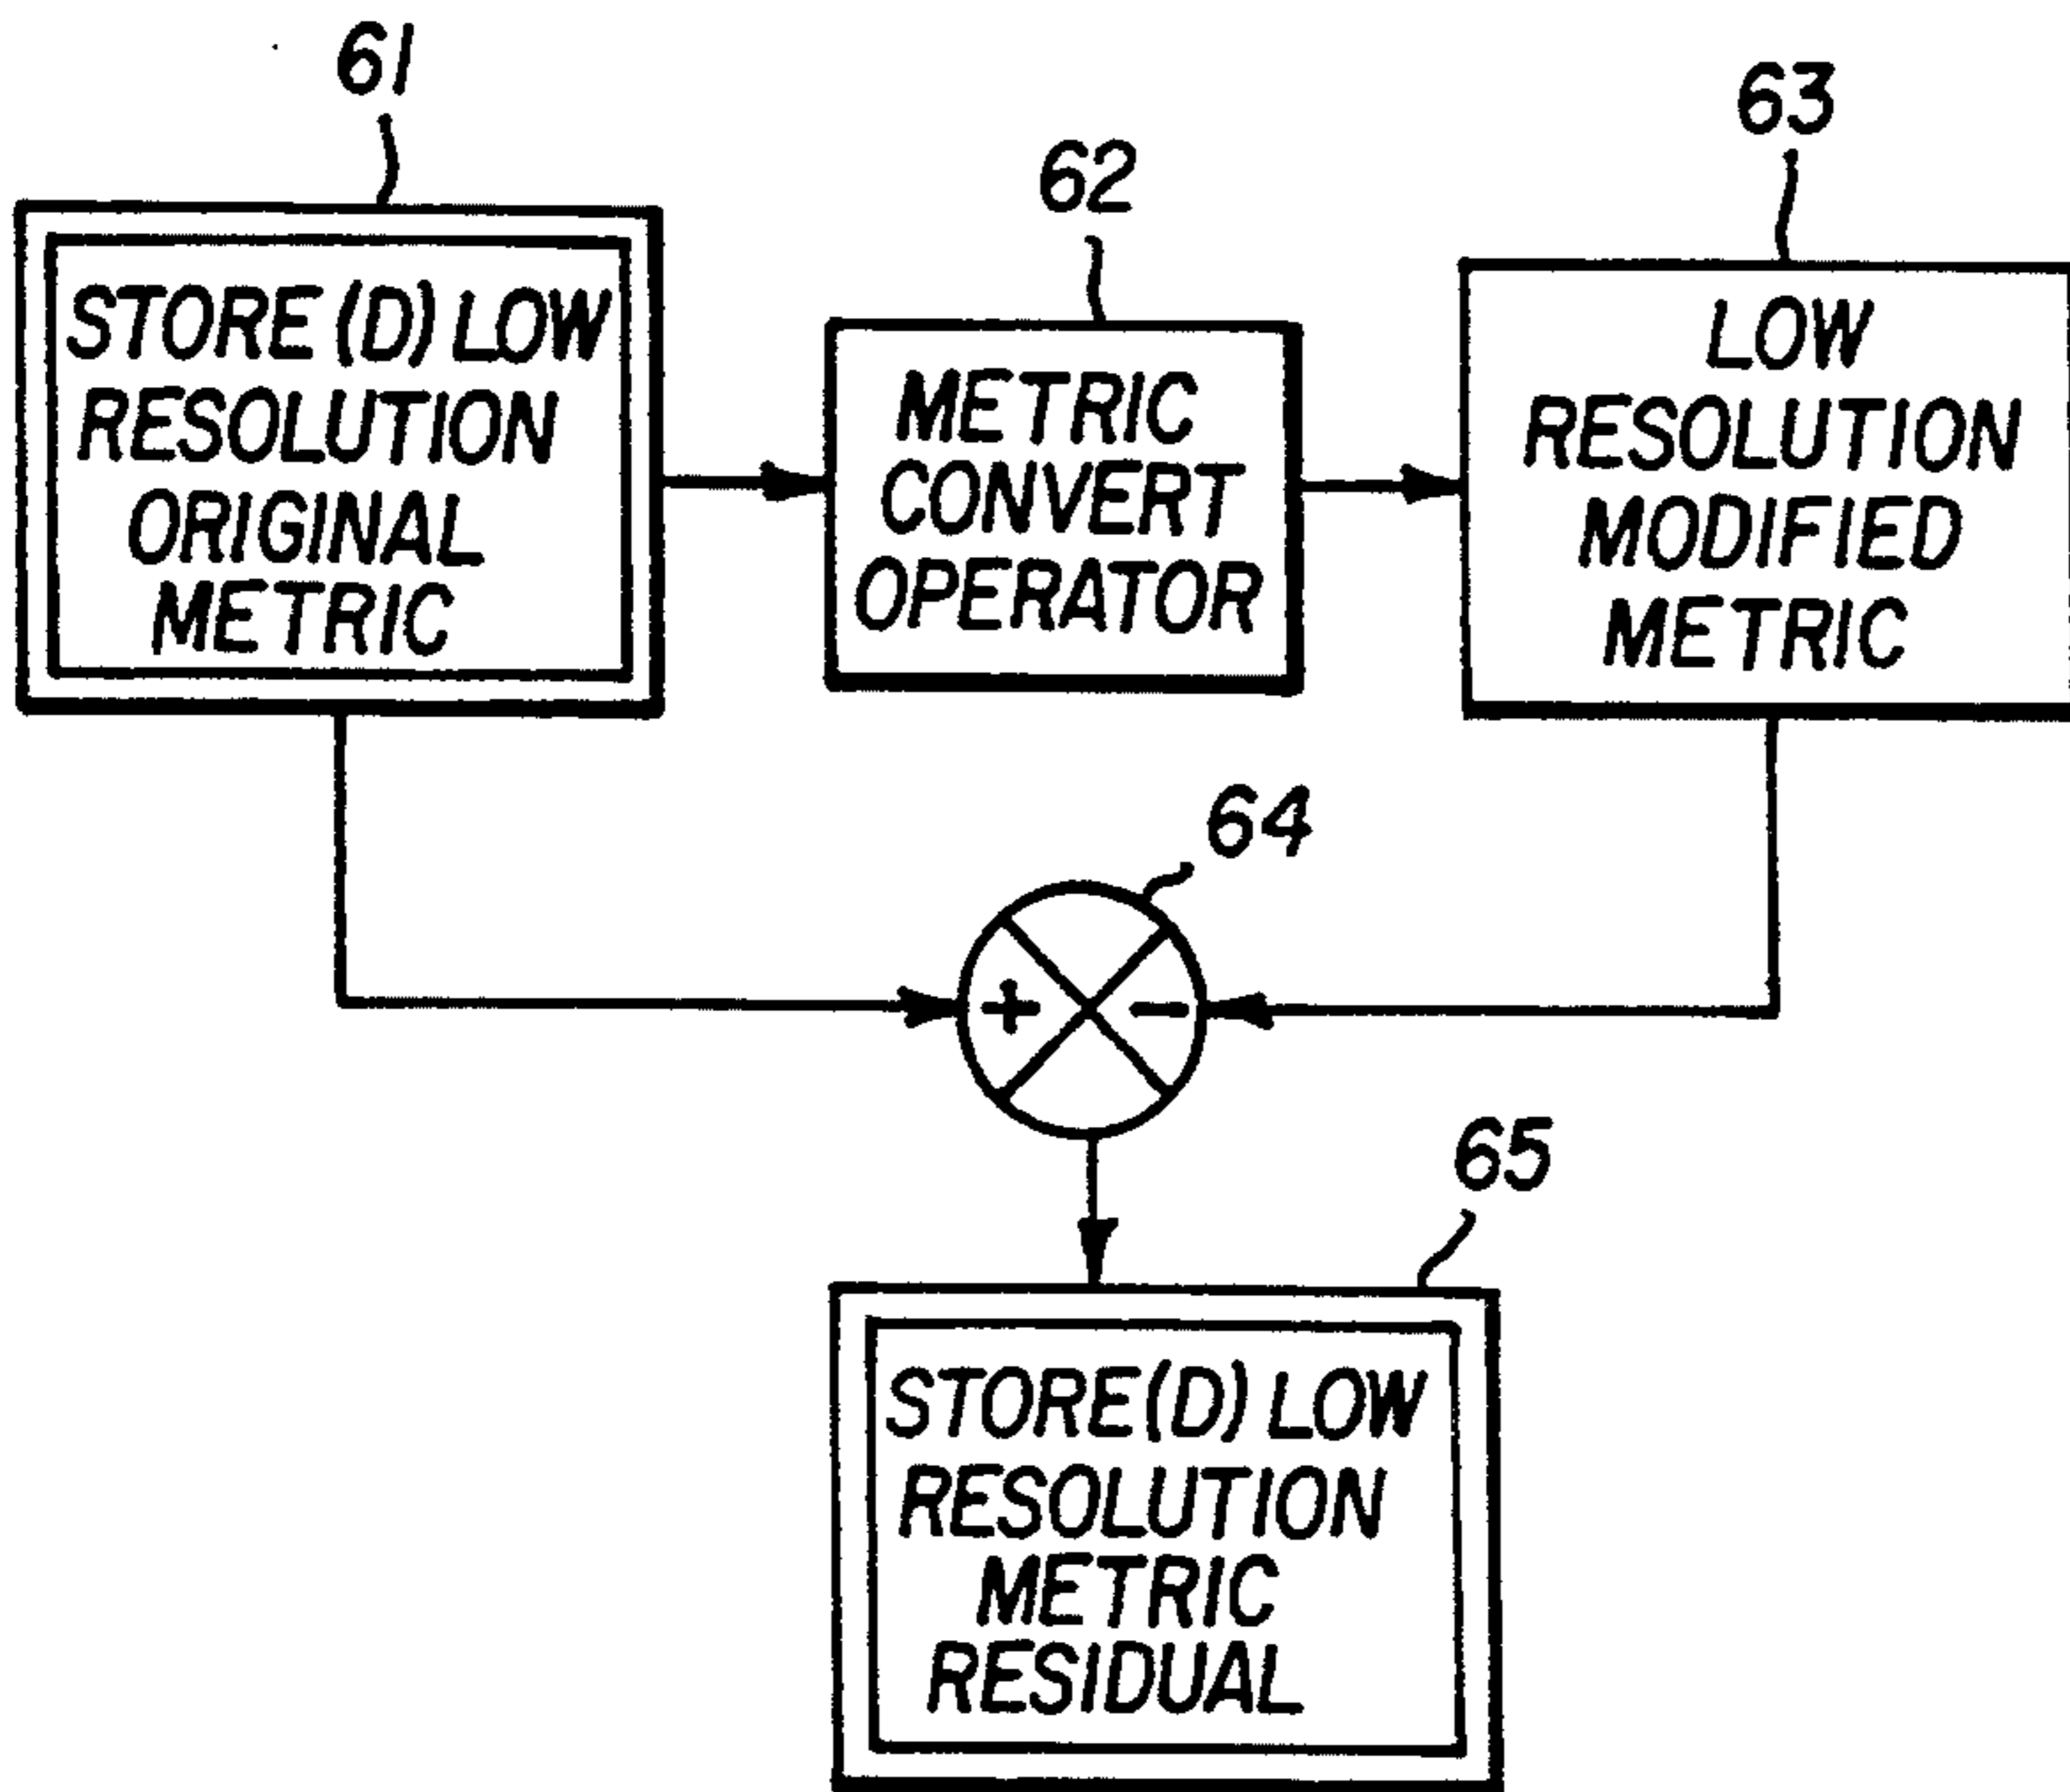 61
STORE(D) LOW
RESOLUTION
ORIGINAL
METRIC
62
METRIC
CONVERT
OPERATOR
63
LOW
RESOLUTION
MODIFIED
METRIC
64
+ -
65
STORE(D) LOW
RESOLUTION
METRIC
RESIDUAL